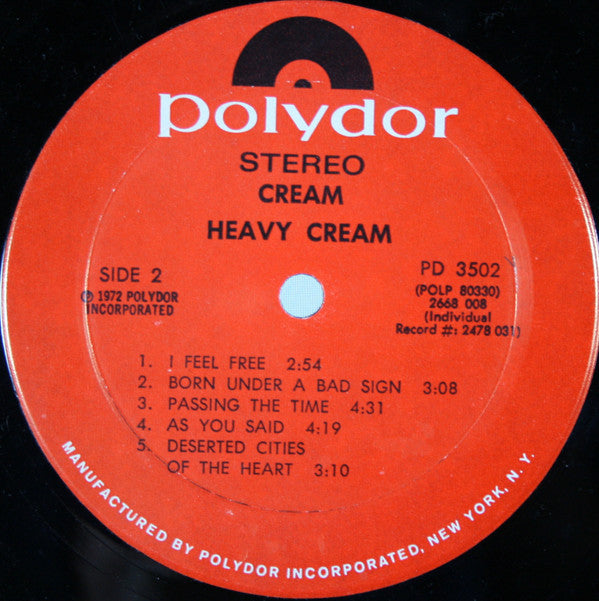 polydor
STEREO
CREAM
HEAVY CREAM
SIDE 2
℗ 1972 POLYDOR
INCORPORATED
PD 3502
(POLP 80330)
2668 008
(Individual
Record #: 2478 031)
1. I FEEL FREE 2:54
2. BORN UNDER A BAD SIGN 3:08
3. PASSING THE TIME 4:31
4. AS YOU SAID 4:19
5. DESERTED CITIES
OF THE HEART 3:10
MANUFACTURED BY POLYDOR INCORPORATED, NEW YORK, N.Y.